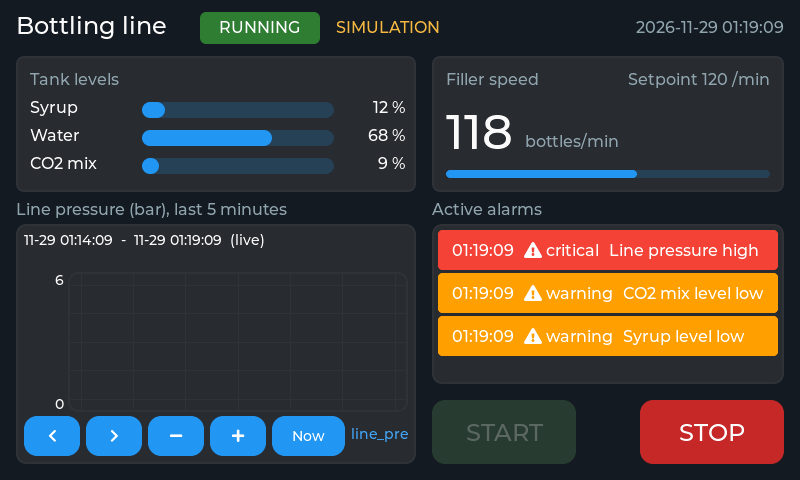 Bottling line
RUNNING
SIMULATION
2026-11-29 01:19:09
Tank levels
Syrup 12 %
Water 68 %
CO2 mix 9 %
Filler speed
Setpoint 120 /min
118 bottles/min
Line pressure (bar), last 5 minutes
11-29 01:14:09 - 11-29 01:19:09 (live)
6
0
Now
line_pre
Active alarms
01:19:09 critical Line pressure high
01:19:09 warning CO2 mix level low
01:19:09 warning Syrup level low
START
STOP